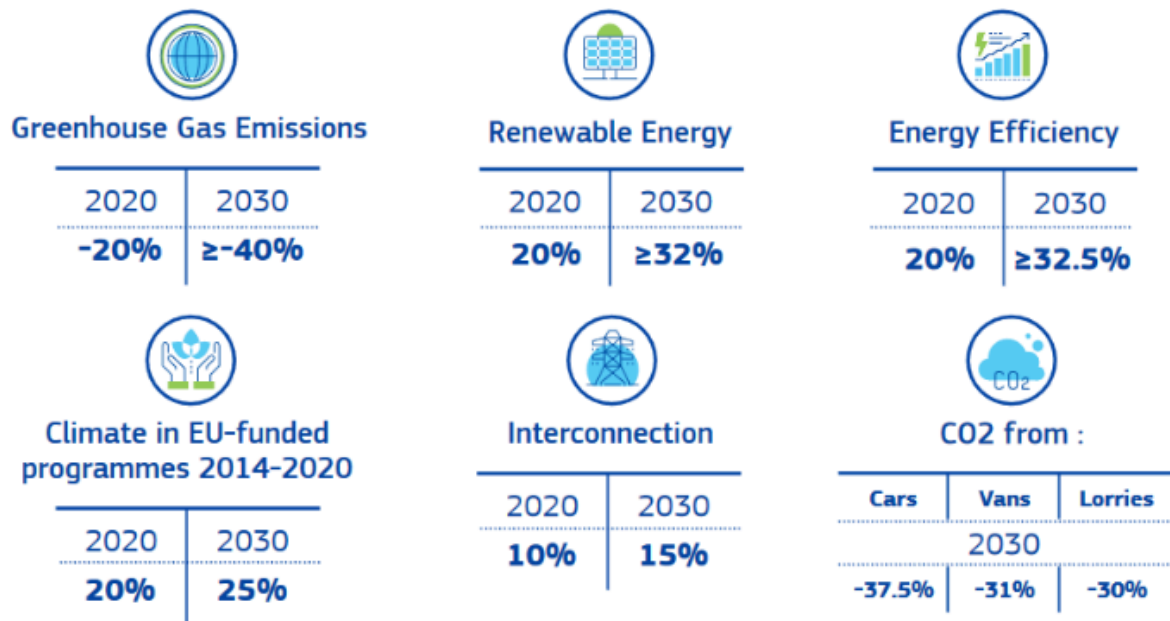 Greenhouse Gas Emissions
2020 2030
-20% ≥-40%
Renewable Energy
2020 2030
20% ≥32%
Energy Efficiency
2020 2030
20% ≥32.5%
Climate in EU-funded
programmes 2014-2020
2020 2030
20% 25%
Interconnection
2020 2030
10% 15%
CO2
CO2 from :
Cars Vans Lorries
2030
-37.5% -31% -30%